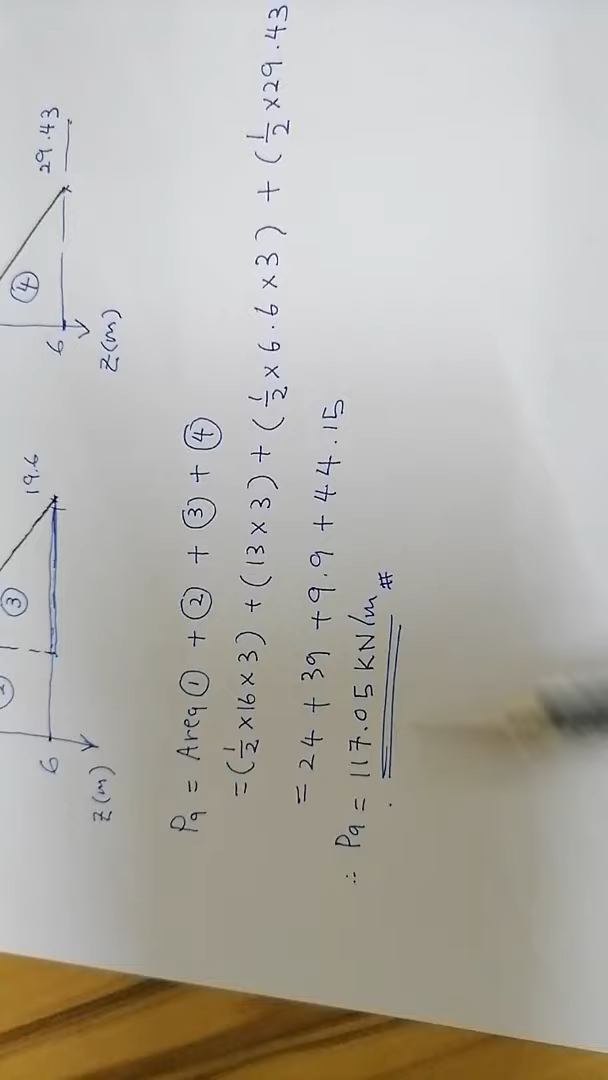 19.6
29.43
③
④
6
6
Z(m)
Z(m)
Pa = Area ① + ② + ③ + ④
= (1/2 × 16 × 3) + (13 × 3) + (1/2 × 6.6 × 3) + (1/2 × 29.43
= 24 + 39 + 9.9 + 44.15
∴ Pa = 117.05 KN/m #